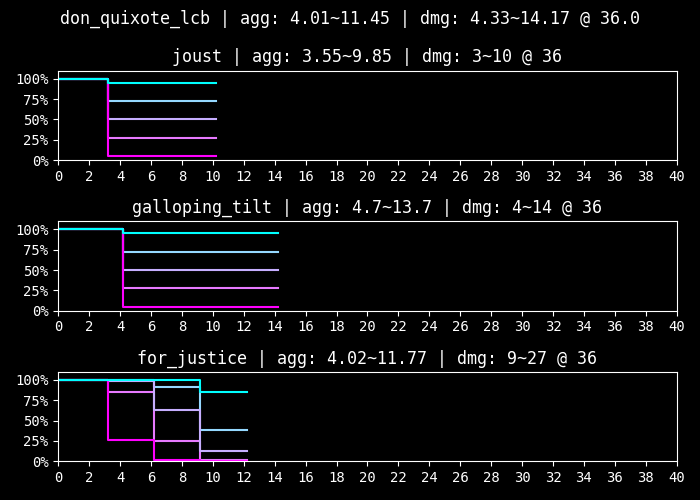 don_quixote_lcb | agg: 4.01~11.45 | dmg: 4.33~14.17 @ 36.0
joust | agg: 3.55~9.85 | dmg: 3~10 @ 36
100%
75%
50%
25%
0%
0 2 4 6 8 10 12 14 16 18 20 22 24 26 28 30 32 34 36 38 40
galloping_tilt | agg: 4.7~13.7 | dmg: 4~14 @ 36
100%
75%
50%
25%
0%
0 2 4 6 8 10 12 14 16 18 20 22 24 26 28 30 32 34 36 38 40
for_justice | agg: 4.02~11.77 | dmg: 9~27 @ 36
100%
75%
50%
25%
0%
0 2 4 6 8 10 12 14 16 18 20 22 24 26 28 30 32 34 36 38 40